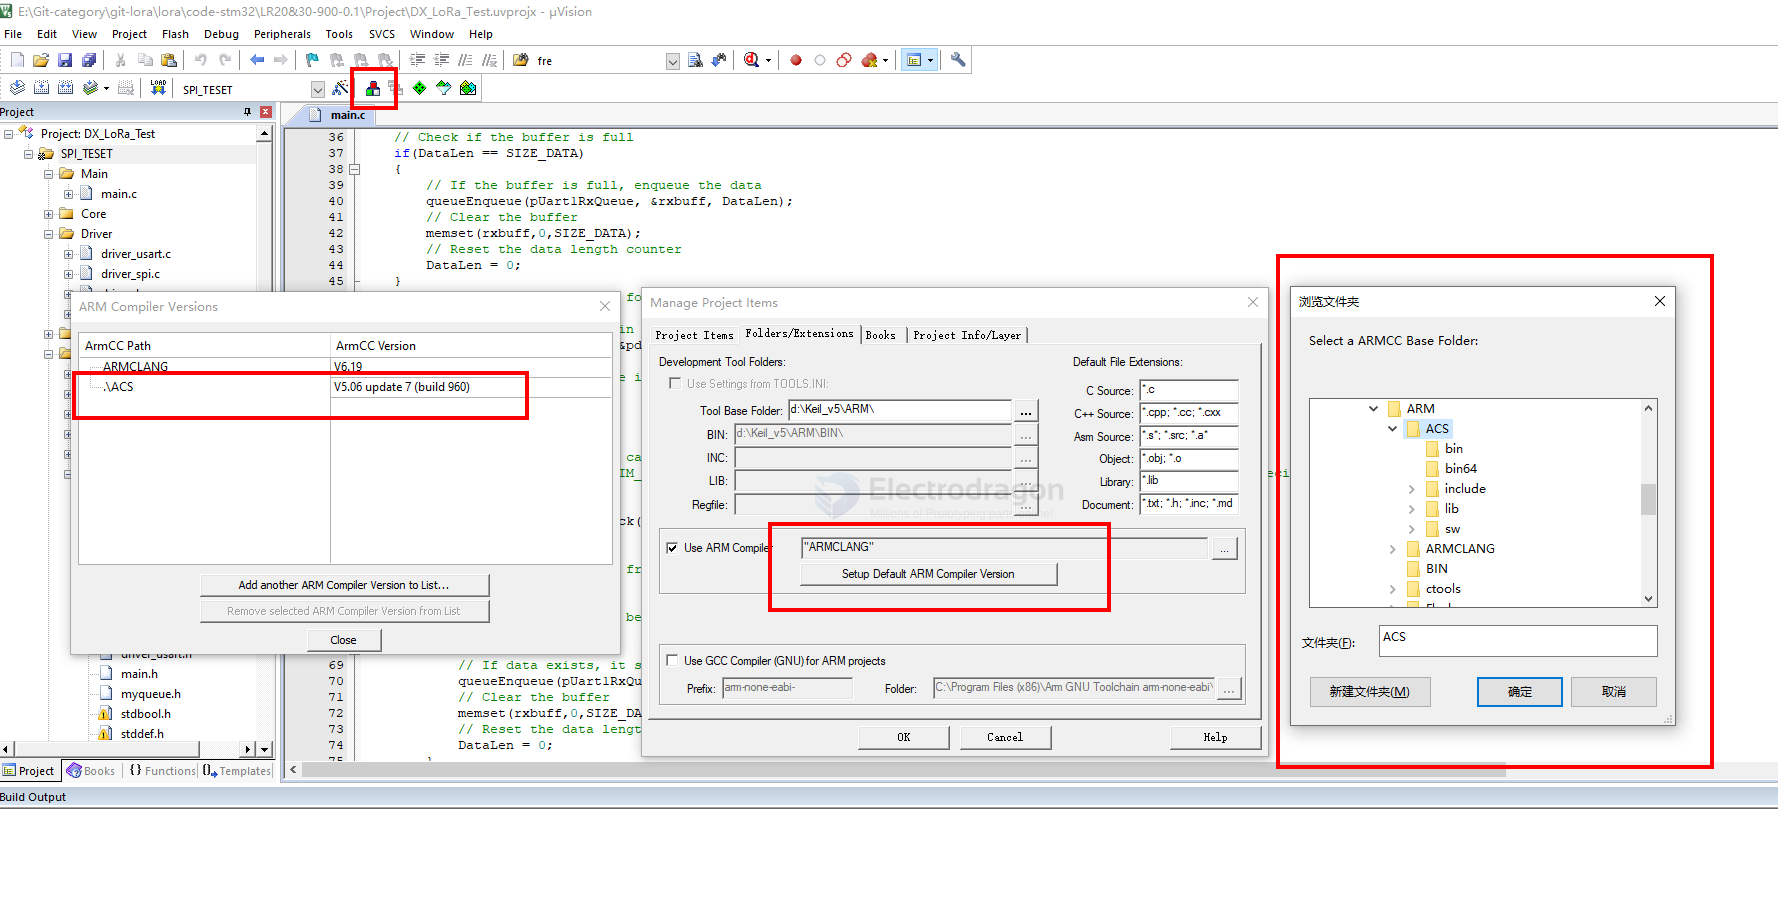 E:\Git-category\git-lora\lora\code-stm32\LR20&30-900-0.1\Project\DX_LoRa_Test.uvprojx - µVision
File Edit View Project Flash Debug Peripherals Tools SVCS Window Help
fre
LOAD SPI_TESET
Project
main.c
Project: DX_LoRa_Test
SPI_TESET
Main
main.c
Core
Driver
driver_usart.c
driver_spi.c
36 // Check if the buffer is full
37 if(DataLen == SIZE_DATA)
38 {
39 // If the buffer is full, enqueue the data
40 queueEnqueue(pUart1RxQueue, &rxbuff, DataLen);
41 // Clear the buffer
42 memset(rxbuff,0,SIZE_DATA);
43 // Reset the data length counter
44 DataLen = 0;
45 }
ARM Compiler Versions
ArmCC Path ArmCC Version
ARMCLANG V6.19
.\ACS V5.06 update 7 (build 960)
Add another ARM Compiler Version to List...
Remove selected ARM Compiler Version from List
Close
Manage Project Items
Project Items Folders/Extensions Books Project Info/Layer
Development Tool Folders: Default File Extensions:
Use Settings from TOOLS.INI:
Tool Base Folder: d:\Keil_v5\ARM\ ...
BIN: d:\Keil_v5\ARM\BIN\ ...
INC: ...
LIB: ...
Regfile: ...
C Source: *.c
C++ Source: *.cpp; *.cc; *.cxx
Asm Source: *.s*; *.src; *.a*
Object: *.obj; *.o
Library: *.lib
Document: *.txt; *.h; *.inc; *.md
Electrodragon
Use ARM Compiler "ARMCLANG" ...
Setup Default ARM Compiler Version
Use GCC Compiler (GNU) for ARM projects
Prefix: arm-none-eabi- Folder: C:\Program Files (x86)\Arm GNU Toolchain arm-none-eabi\ ...
OK Cancel Help
浏览文件夹
Select a ARMCC Base Folder:
ARM
ACS
bin
bin64
include
lib
sw
ARMCLANG
BIN
ctools
文件夹(F): ACS
新建文件夹(M) 确定 取消
main.h
myqueue.h
stdbool.h
stddef.h
69 // If data exists, it s
70 queueEnqueue(pUart1RxQu
71 // Clear the buffer
72 memset(rxbuff,0,SIZE_DA
73 // Reset the data lengt
74 DataLen = 0;
Project Books {} Functions Templates
Build Output